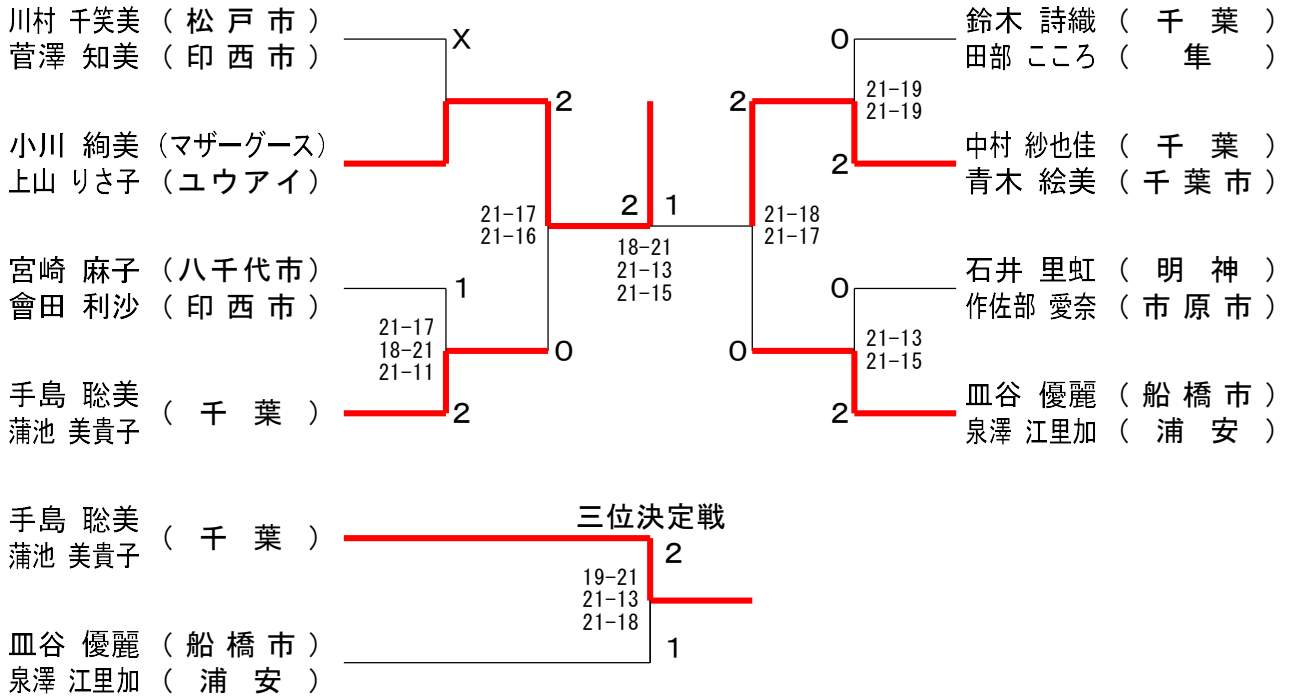 川村 千笑美 ( 松 戸 市 )
菅澤 知美 ( 印 西 市 )
X
2
小川 絢美 (マザーグース)
上山 りさ子 (ユウアイ)
21-17
21-16
宮崎 麻子 (八千代市)
會田 利沙 ( 印 西 市 )
1
21-17
18-21
21-11
0
手島 聡美
蒲池 美貴子
( 千 葉 )
2
2
1
18-21
21-13
21-15
0
鈴木 詩織 ( 千 葉 )
田部 こころ ( 隼 )
2
21-19
21-19
中村 紗也佳 ( 千 葉 )
2
青木 絵美 ( 千 葉 市 )
21-18
21-17
石井 里虹 ( 明 神 )
0
作佐部 愛奈 ( 市 原 市 )
21-13
21-15
0
皿谷 優麗 ( 船 橋 市 )
2
泉澤 江里加 ( 浦 安 )
三位決定戦
手島 聡美
蒲池 美貴子
( 千 葉 )
2
19-21
21-13
21-18
1
皿谷 優麗 ( 船 橋 市 )
泉澤 江里加 ( 浦 安 )